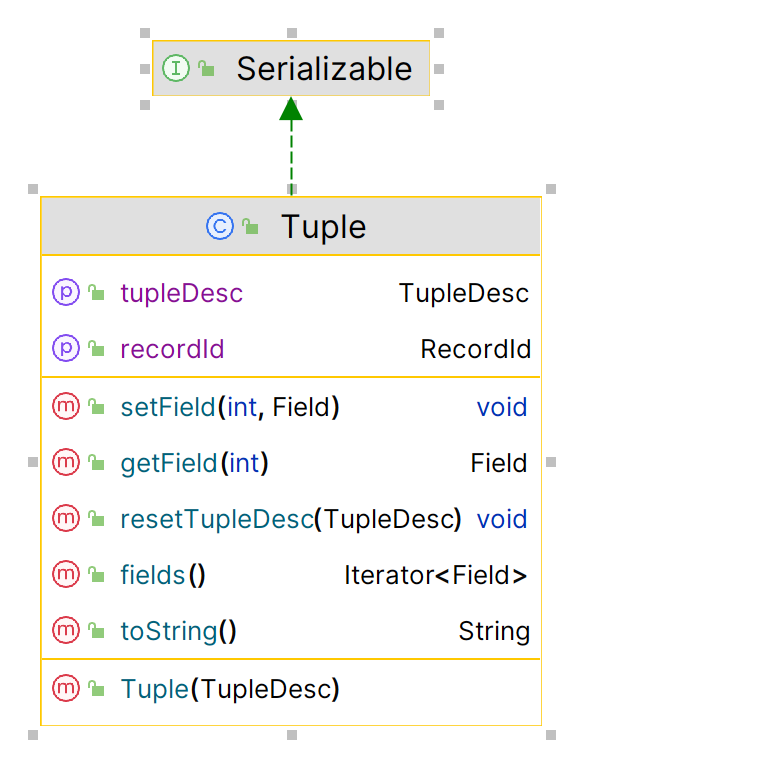 I Serializable
C Tuple
p tupleDesc TupleDesc
p recordId RecordId
m setField(int, Field) void
m getField(int) Field
m resetTupleDesc(TupleDesc) void
m fields() Iterator<Field>
m toString() String
m Tuple(TupleDesc)